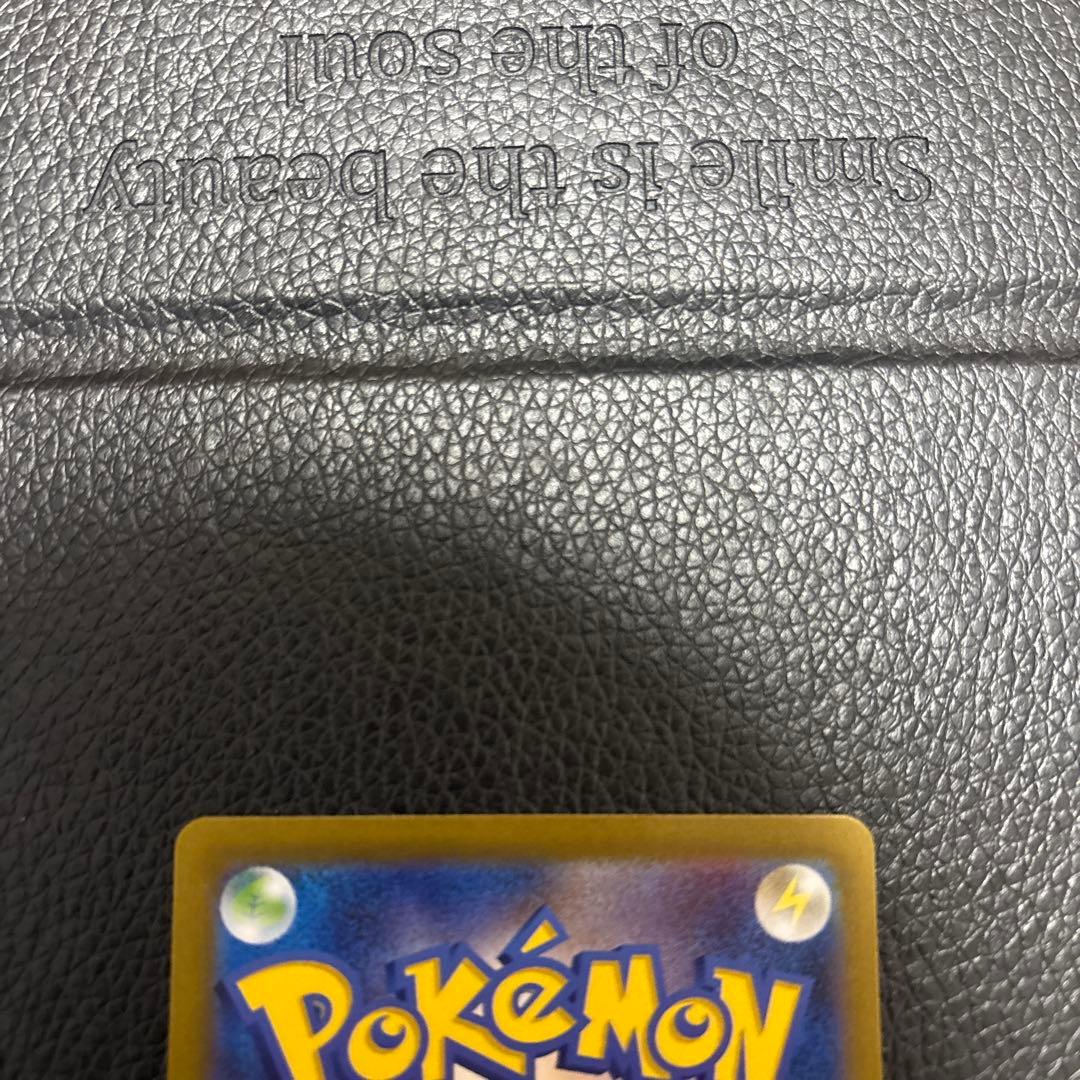 Smile is the beauty
of the soul
POKéMON